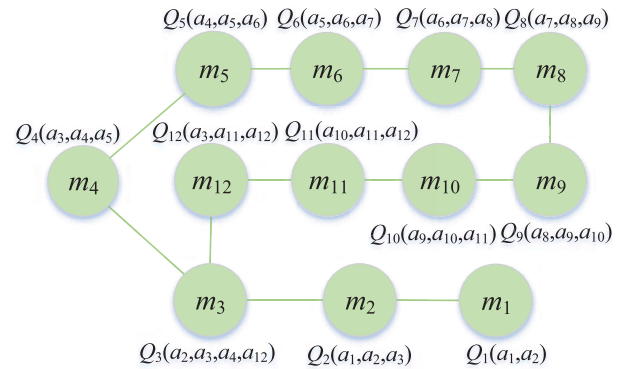 Q₅(a₄,a₅,a₆) Q₆(a₅,a₆,a₇) Q₇(a₆,a₇,a₈) Q₈(a₇,a₈,a₉)
m₅ m₆ m₇ m₈
Q₄(a₃,a₄,a₅) Q₁₂(a₃,a₁₁,a₁₂) Q₁₁(a₁₀,a₁₁,a₁₂)
m₄ m₁₂ m₁₁ m₁₀ m₉
Q₁₀(a₉,a₁₀,a₁₁) Q₉(a₈,a₉,a₁₀)
m₃ m₂ m₁
Q₃(a₂,a₃,a₄,a₁₂) Q₂(a₁,a₂,a₃) Q₁(a₁,a₂)